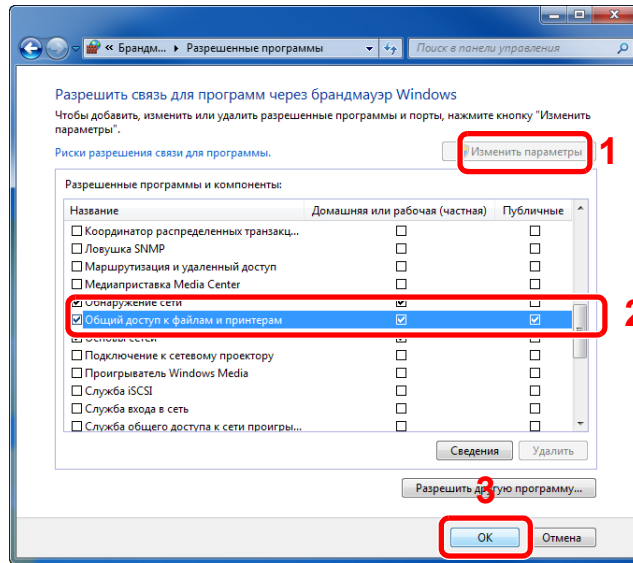 « Брандм... ▸ Разрешенные программы
Поиск в панели управления
Разрешить связь для программ через брандмауэр Windows
Чтобы добавить, изменить или удалить разрешенные программы и порты, нажмите кнопку "Изменить
параметры".
Риски разрешения связи для программы.
Изменить параметры
1
Разрешенные программы и компоненты:
Название Домашняя или рабочая (частная) Публичные
Координатор распределенных транзакц...
Ловушка SNMP
Маршрутизация и удаленный доступ
Медиаприставка Media Center
Обнаружение сети
Общий доступ к файлам и принтерам
2
Основы сетей
Подключение к сетевому проектору
Проигрыватель Windows Media
Служба iSCSI
Служба входа в сеть
Служба общего доступа к сети проигры...
Сведения Удалить
Разрешить другую программу...
3
OK Отмена